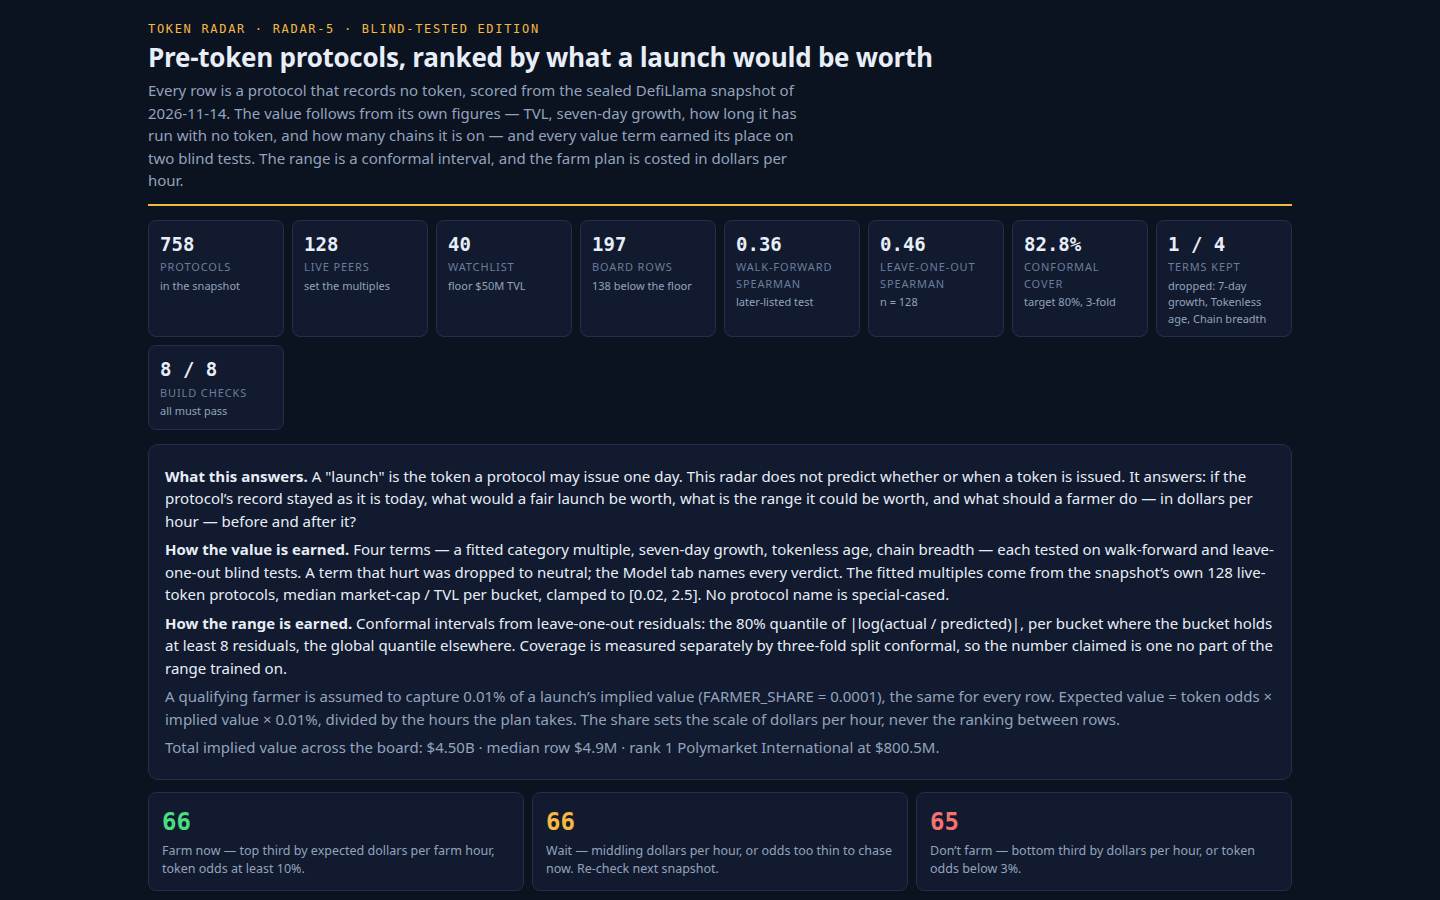 TOKEN RADAR · RADAR-5 · BLIND-TESTED EDITION
Pre-token protocols, ranked by what a launch would be worth
Every row is a protocol that records no token, scored from the sealed DefiLlama snapshot of
2026-11-14. The value follows from its own figures — TVL, seven-day growth, how long it has
run with no token, and how many chains it is on — and every value term earned its place on
two blind tests. The range is a conformal interval, and the farm plan is costed in dollars per
hour.
758
PROTOCOLS
in the snapshot
128
LIVE PEERS
set the multiples
40
WATCHLIST
floor $50M TVL
197
BOARD ROWS
138 below the floor
0.36
WALK-FORWARD
SPEARMAN
later-listed test
0.46
LEAVE-ONE-OUT
SPEARMAN
n = 128
82.8%
CONFORMAL
COVER
target 80%, 3-fold
1 / 4
TERMS KEPT
dropped: 7-day
growth, Tokenless
age, Chain breadth
8 / 8
BUILD CHECKS
all must pass
What this answers. A "launch" is the token a protocol may issue one day. This radar does not predict whether or when a token is issued. It answers: if the
protocol’s record stayed as it is today, what would a fair launch be worth, what is the range it could be worth, and what should a farmer do — in dollars per
hour — before and after it?
How the value is earned. Four terms — a fitted category multiple, seven-day growth, tokenless age, chain breadth — each tested on walk-forward and leave-
one-out blind tests. A term that hurt was dropped to neutral; the Model tab names every verdict. The fitted multiples come from the snapshot’s own 128 live-
token protocols, median market-cap / TVL per bucket, clamped to [0.02, 2.5]. No protocol name is special-cased.
How the range is earned. Conformal intervals from leave-one-out residuals: the 80% quantile of |log(actual / predicted)|, per bucket where the bucket holds
at least 8 residuals, the global quantile elsewhere. Coverage is measured separately by three-fold split conformal, so the number claimed is one no part of the
range trained on.
A qualifying farmer is assumed to capture 0.01% of a launch’s implied value (FARMER_SHARE = 0.0001), the same for every row. Expected value = token odds ×
implied value × 0.01%, divided by the hours the plan takes. The share sets the scale of dollars per hour, never the ranking between rows.
Total implied value across the board: $4.50B · median row $4.9M · rank 1 Polymarket International at $800.5M.
66
Farm now — top third by expected dollars per farm hour,
token odds at least 10%.
66
Wait — middling dollars per hour, or odds too thin to chase
now. Re-check next snapshot.
65
Don’t farm — bottom third by dollars per hour, or token
odds below 3%.